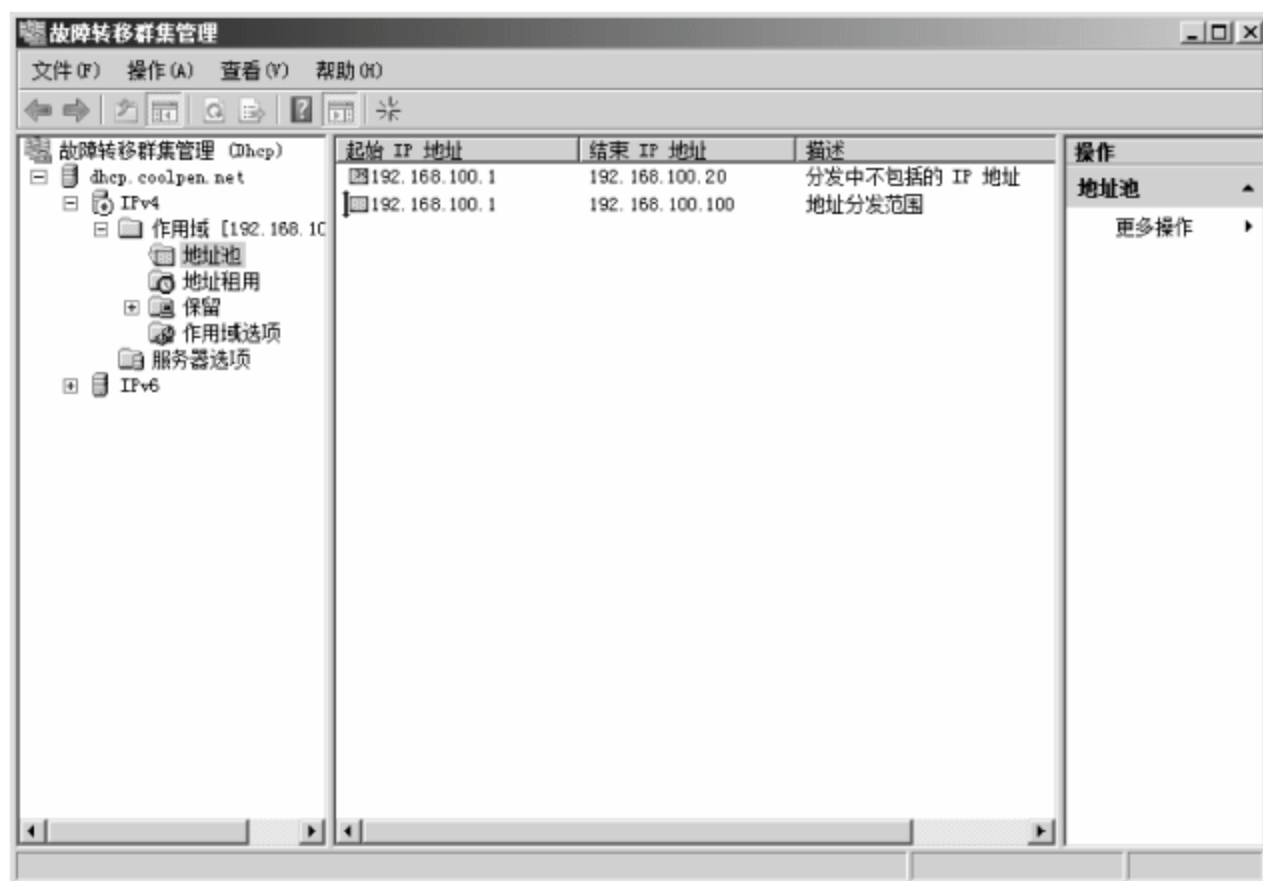 故障转移群集管理
文件(F) 操作(A) 查看(V) 帮助(H)
故障转移群集管理 (Dhcp)
dhcp.coolpen.net
IPv4
作用域 [192.168.10
地址池
地址租用
保留
作用域选项
服务器选项
IPv6
起始 IP 地址 结束 IP 地址 描述
192.168.100.1 192.168.100.20 分发中不包括的 IP 地址
192.168.100.1 192.168.100.100 地址分发范围
操作
地址池
更多操作